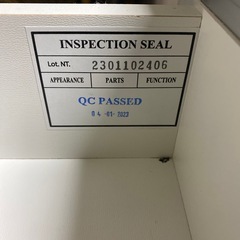 INSPECTION SEAL
Lot. NT. 2301102406
APPEARANCE PARTS FUNCTION
QC PASSED
04 -01- 2023